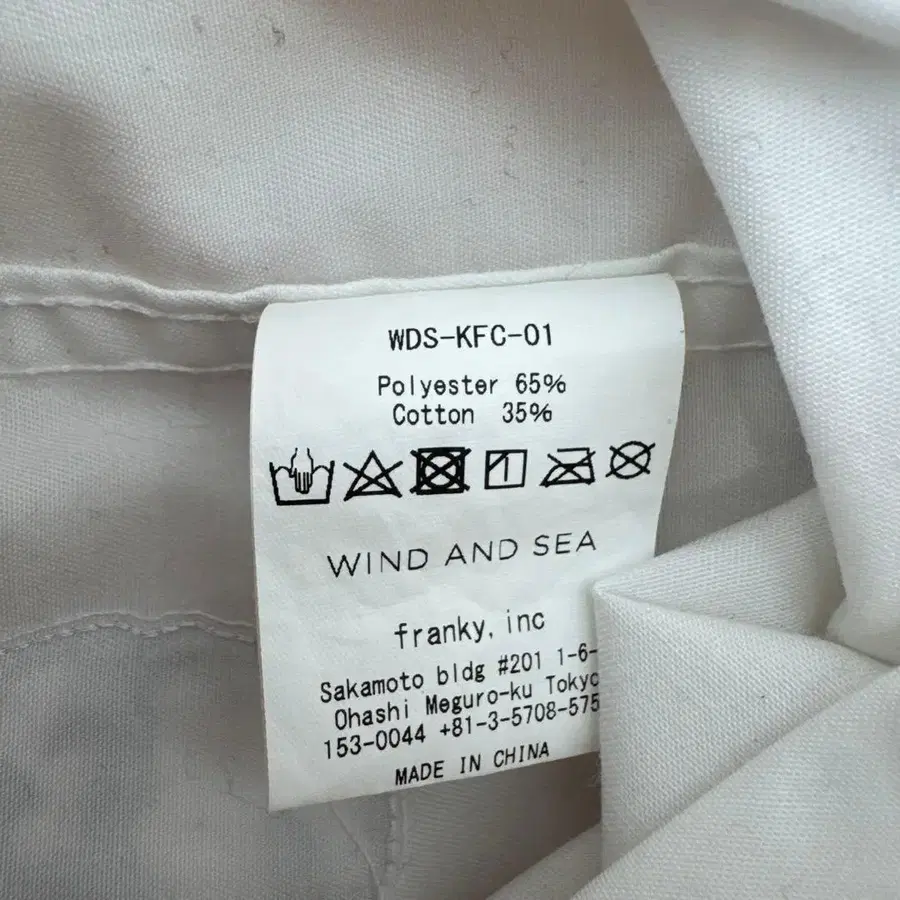 WDS-KFC-01
Polyester 65%
Cotton 35%
WIND AND SEA
franky, inc
Sakamoto bldg #201 1-6-
Ohashi Meguro-ku Tokyo
153-0044 +81-3-5708-575
MADE IN CHINA